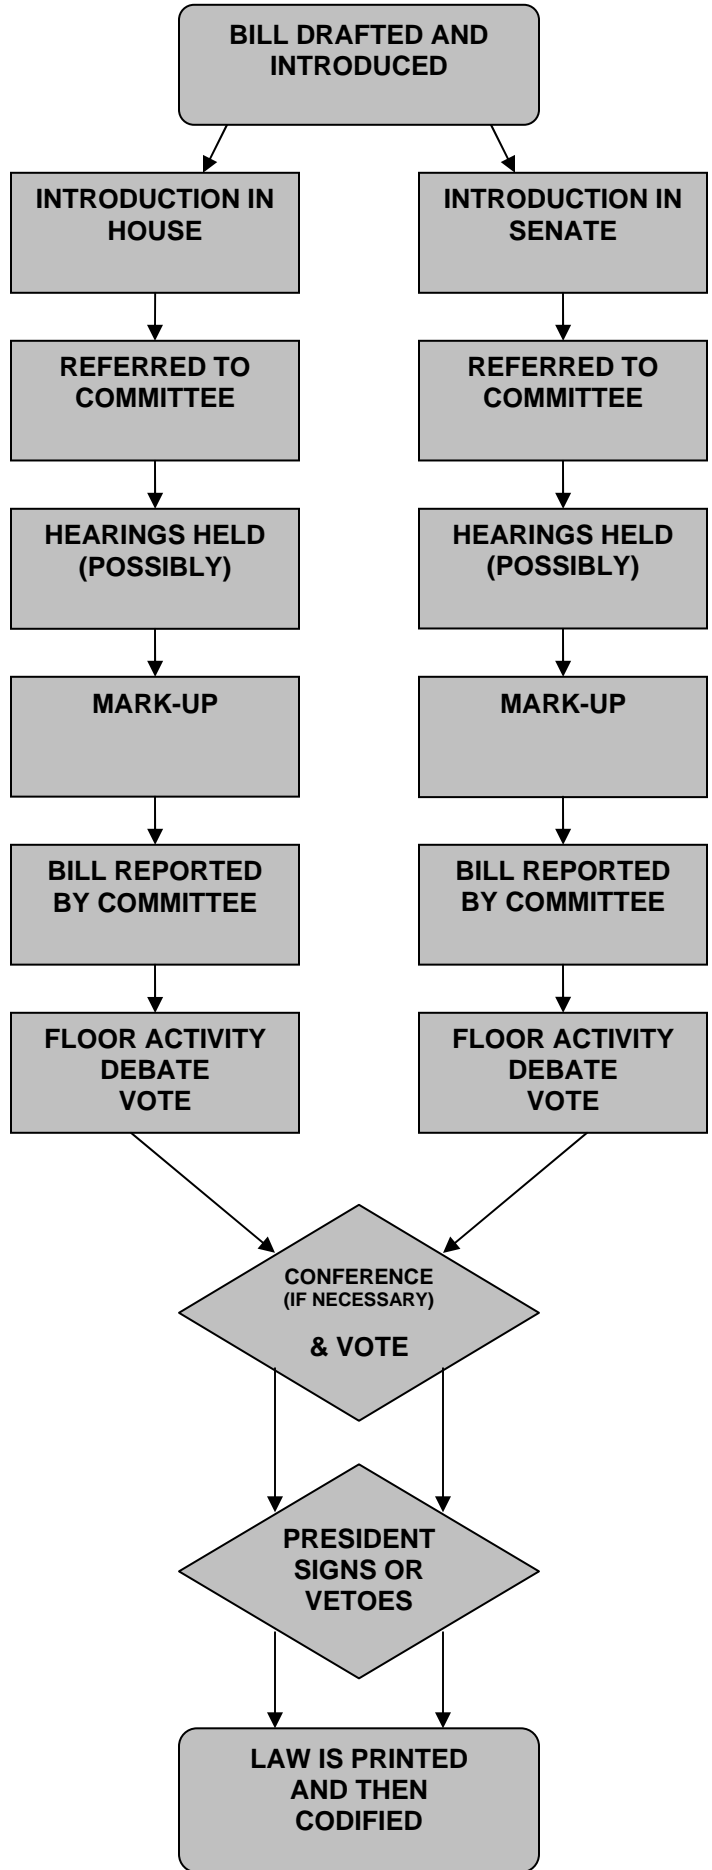 BILL DRAFTED AND
INTRODUCED
INTRODUCTION IN
HOUSE
INTRODUCTION IN
SENATE
REFERRED TO
COMMITTEE
REFERRED TO
COMMITTEE
HEARINGS HELD
(POSSIBLY)
HEARINGS HELD
(POSSIBLY)
MARK-UP
MARK-UP
BILL REPORTED
BY COMMITTEE
BILL REPORTED
BY COMMITTEE
FLOOR ACTIVITY
DEBATE
VOTE
FLOOR ACTIVITY
DEBATE
VOTE
CONFERENCE
(IF NECESSARY)
& VOTE
PRESIDENT
SIGNS OR
VETOES
LAW IS PRINTED
AND THEN
CODIFIED